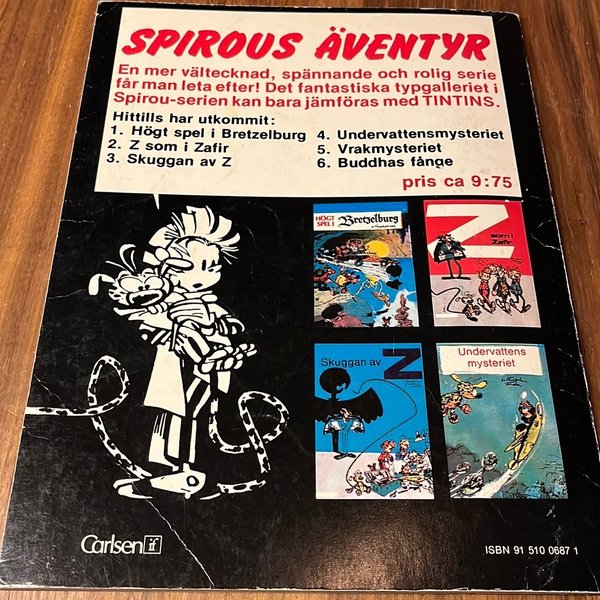 SPIROUS ÄVENTYR
En mer vältecknad, spännande och rolig serie
får man leta efter! Det fantastiska typgalleriet i
Spirou-serien kan bara jämföras med TINTINS.
Hittills har utkommit:
1. Högt spel i Bretzelburg
2. Z som i Zafir
3. Skuggan av Z
4. Undervattensmysteriet
5. Vrakmysteriet
6. Buddhas fånge
pris ca 9:75
HÖGT
SPEL I
Bretzelburg
Z
som i
Zafir
Skuggan av
Z
Undervattens
mysteriet
Carlsen if
ISBN 91 510 0687 1